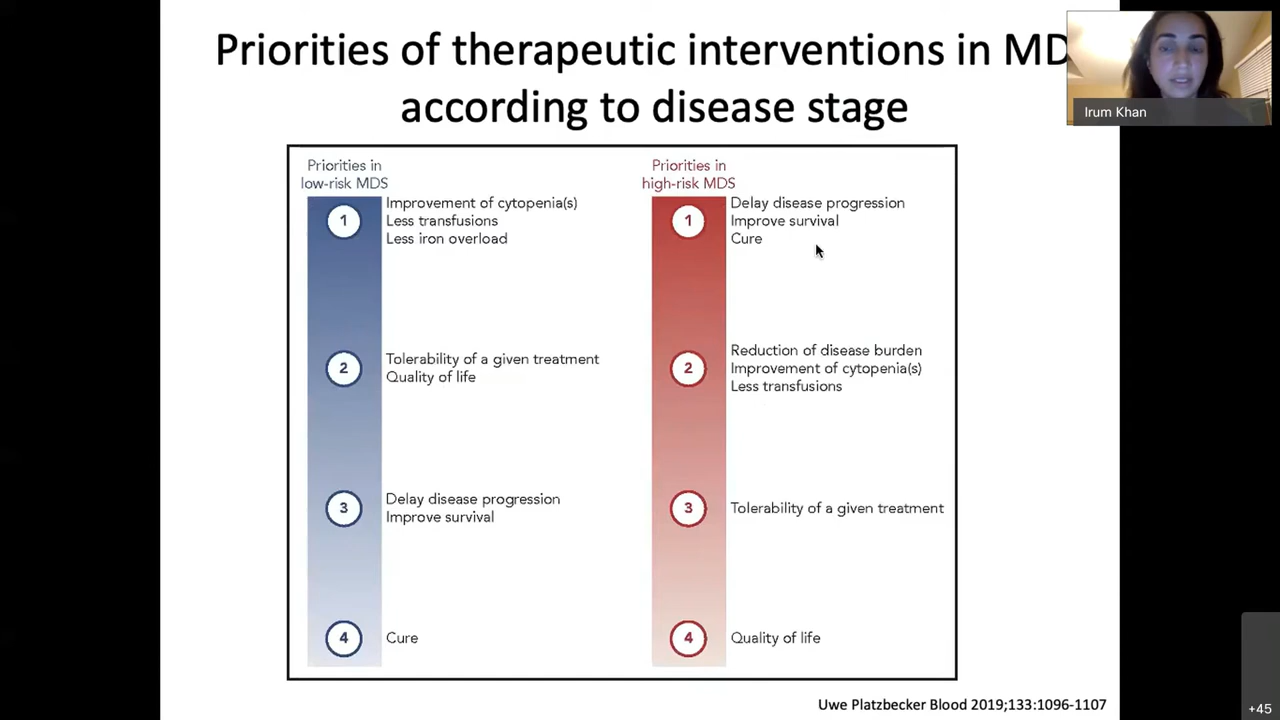 Priorities of therapeutic interventions in MD
according to disease stage
Irum Khan
Priorities in
low-risk MDS
1
Improvement of cytopenia(s)
Less transfusions
Less iron overload
2
Tolerability of a given treatment
Quality of life
3
Delay disease progression
Improve survival
4
Cure
Priorities in
high-risk MDS
1
Delay disease progression
Improve survival
Cure
2
Reduction of disease burden
Improvement of cytopenia(s)
Less transfusions
3
Tolerability of a given treatment
4
Quality of life
Uwe Platzbecker Blood 2019;133:1096-1107
+45